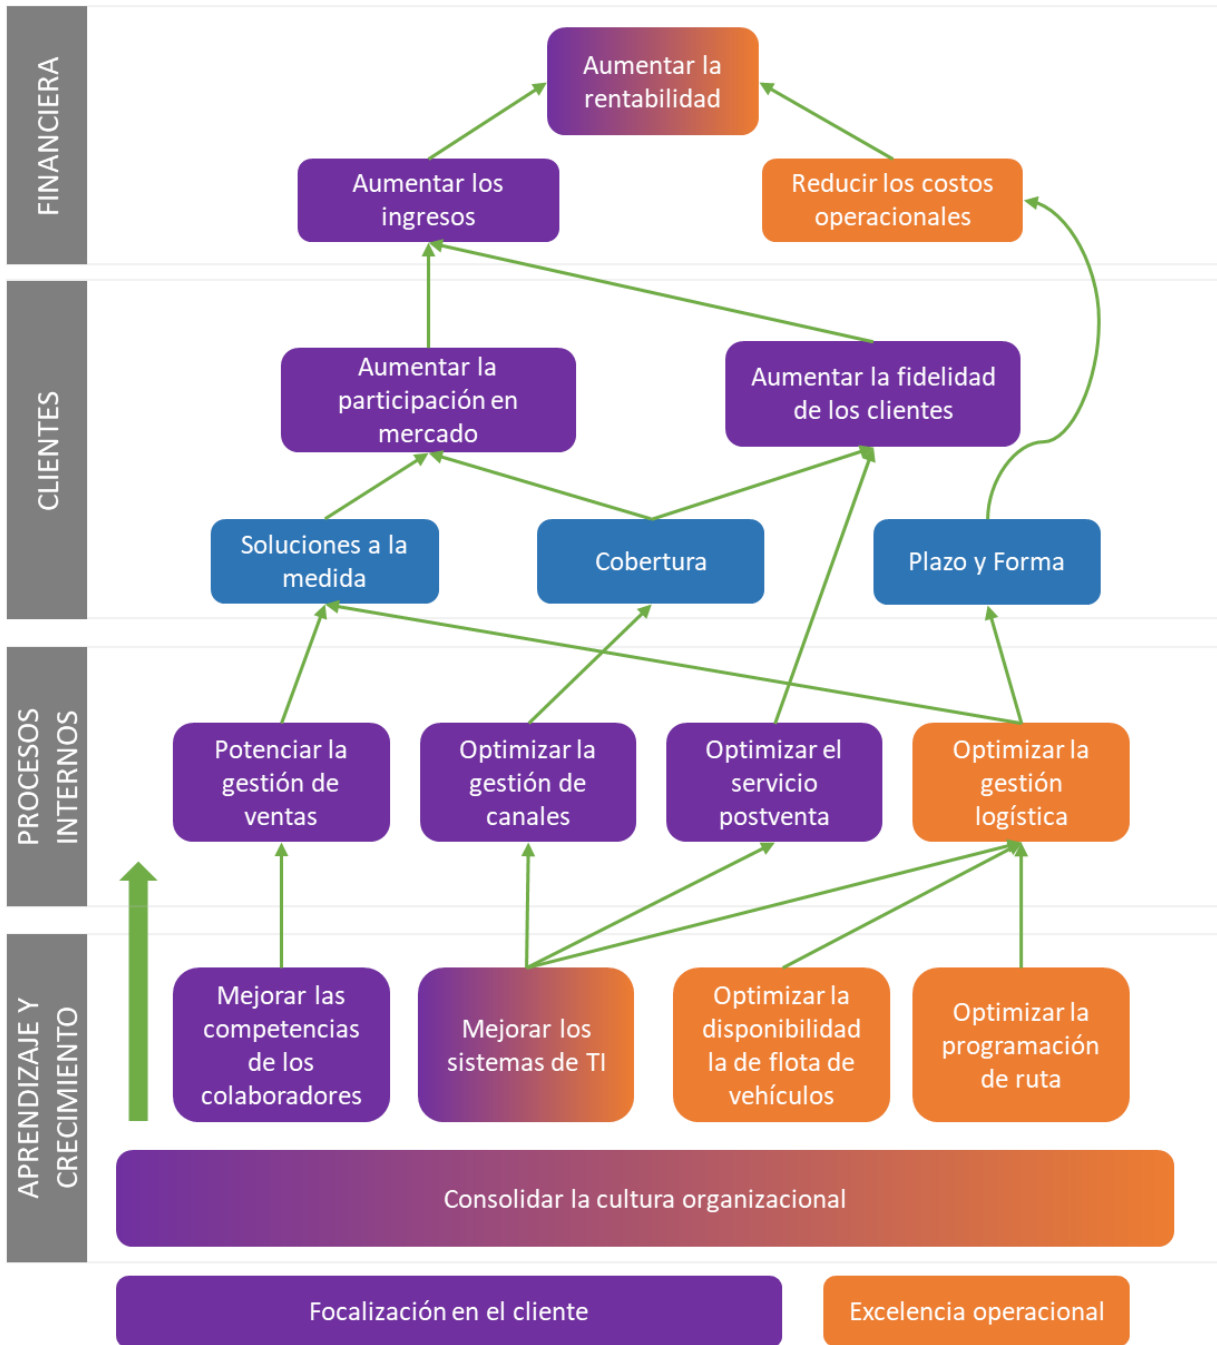 FINANCIERA
Aumentar la
rentabilidad
Aumentar los
ingresos
Reducir los costos
operacionales
CLIENTES
Aumentar la
participación en
mercado
Aumentar la fidelidad
de los clientes
Soluciones a la
medida
Cobertura
Plazo y Forma
PROCESOS
INTERNOS
Potenciar la
gestión de
ventas
Optimizar la
gestión de
canales
Optimizar el
servicio
postventa
Optimizar la
gestión
logística
APRENDIZAJE Y
CRECIMIENTO
Mejorar las
competencias
de los
colaboradores
Mejorar los
sistemas de TI
Optimizar la
disponibilidad
la de flota de
vehículos
Optimizar la
programación
de ruta
Consolidar la cultura organizacional
Focalización en el cliente
Excelencia operacional